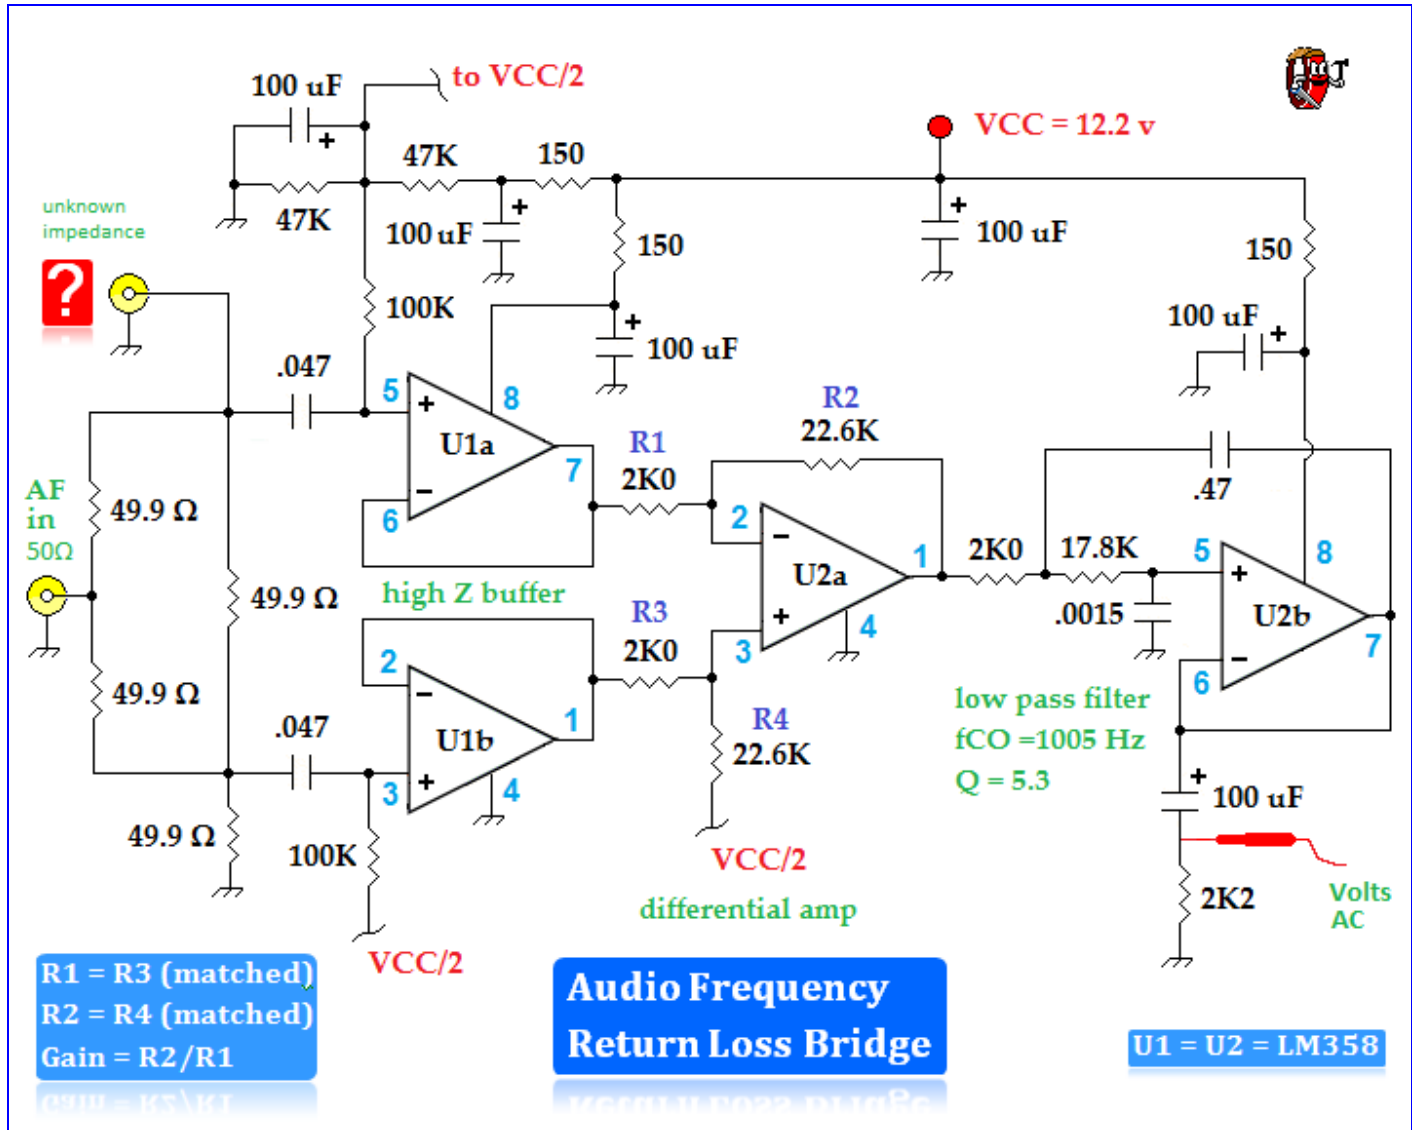 100 uF
to VCC/2
VCC = 12.2 v
47K
150
unknown
impedance
47K
100 uF
100 uF
150
150
?
100K
.047
100 uF
100 uF
5
+
8
U1a
R1
2K0
R2
22.6K
7
−
6
AF
in
50Ω
49.9 Ω
49.9 Ω
high Z buffer
2
−
U2a
1
+
3
4
2K0
17.8K
.47
5
+
8
.0015
U2b
7
−
6
R3
2K0
2
−
U1b
1
+
3
4
49.9 Ω
.047
R4
22.6K
low pass filter
fCO =1005 Hz
Q = 5.3
100 uF
49.9 Ω
100K
VCC/2
VCC/2
differential amp
2K2
Volts
AC
R1 = R3 (matched)
R2 = R4 (matched)
Gain = R2/R1
Audio Frequency
Return Loss Bridge
U1 = U2 = LM358